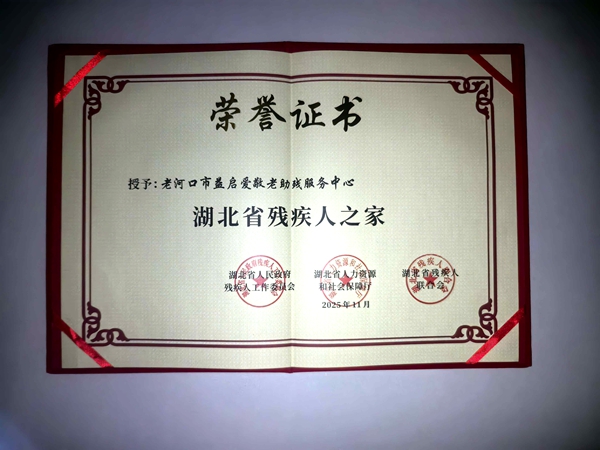 荣誉证书
授予：老河口市益启爱敬老助残服务中心
湖北省残疾人之家
湖北省人民政府
残疾人工作委员会
湖北省人力资源
和社会保障厅
湖北省残疾人
联合会
2025年11月